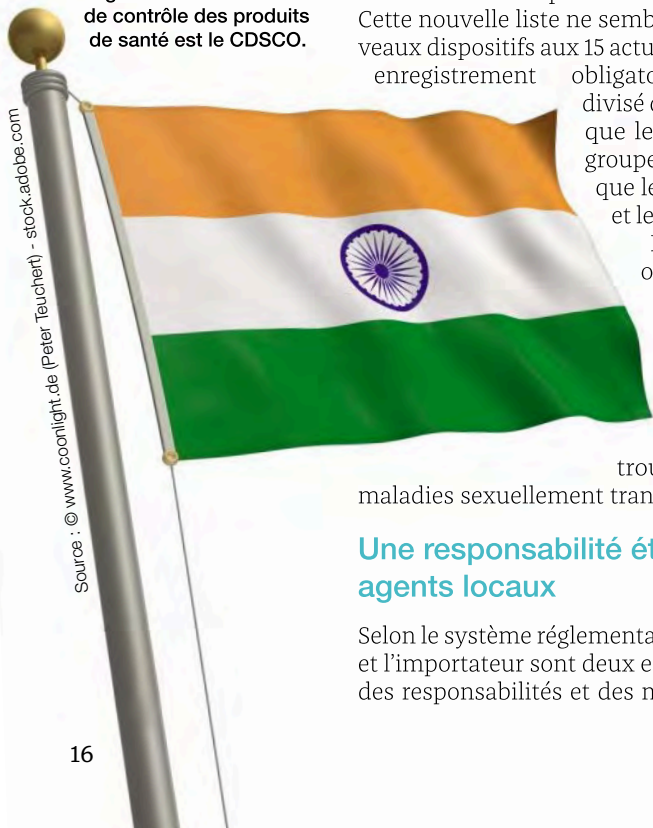 de contrôle des produits
de santé est le CDSCO.
Source : © www.coonlight.de (Peter Teuchert) - stock.adobe.com
Cette nouvelle liste ne semb
veaux dispositifs aux 15 actu
enregistrement obligato
divisé
que le
groupe
que le
et le
trou
maladies sexuellement tran
Une responsabilité ét
agents locaux
Selon le système réglementa
et l'importateur sont deux e
des responsabilités et des
16